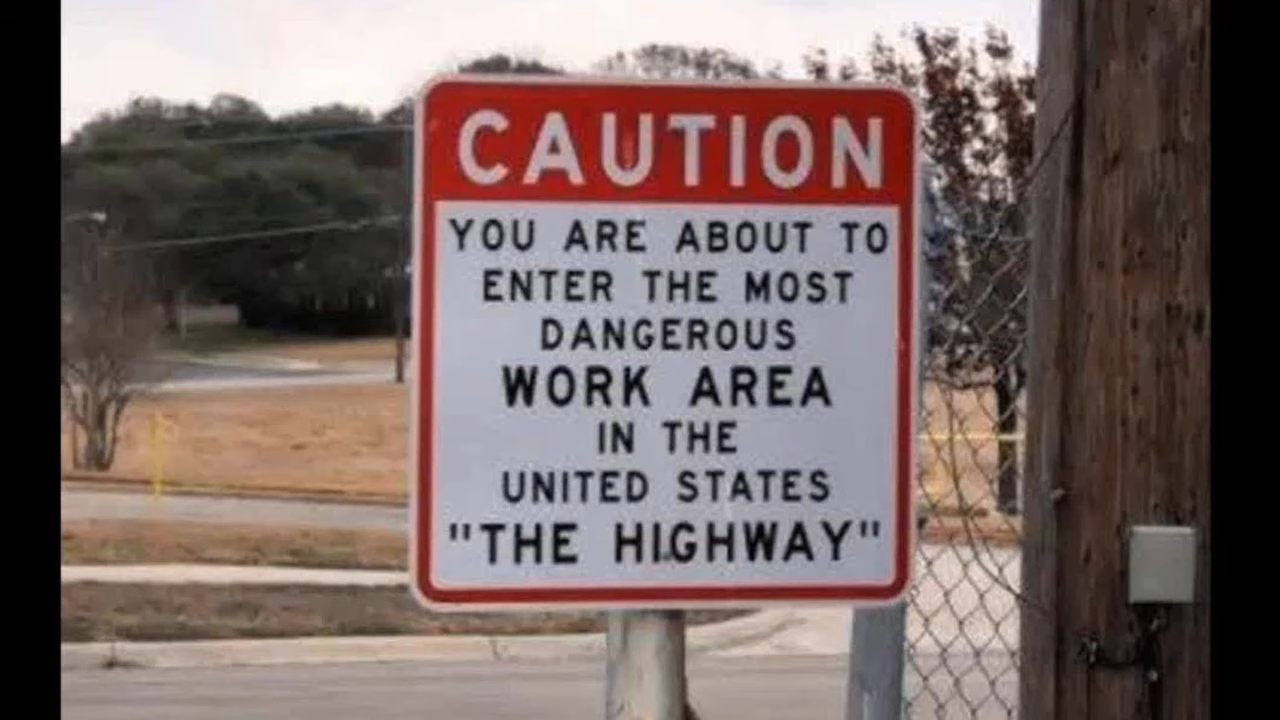 CAUTION
YOU ARE ABOUT TO
ENTER THE MOST
DANGEROUS
WORK AREA
IN THE
UNITED STATES
"THE HIGHWAY"